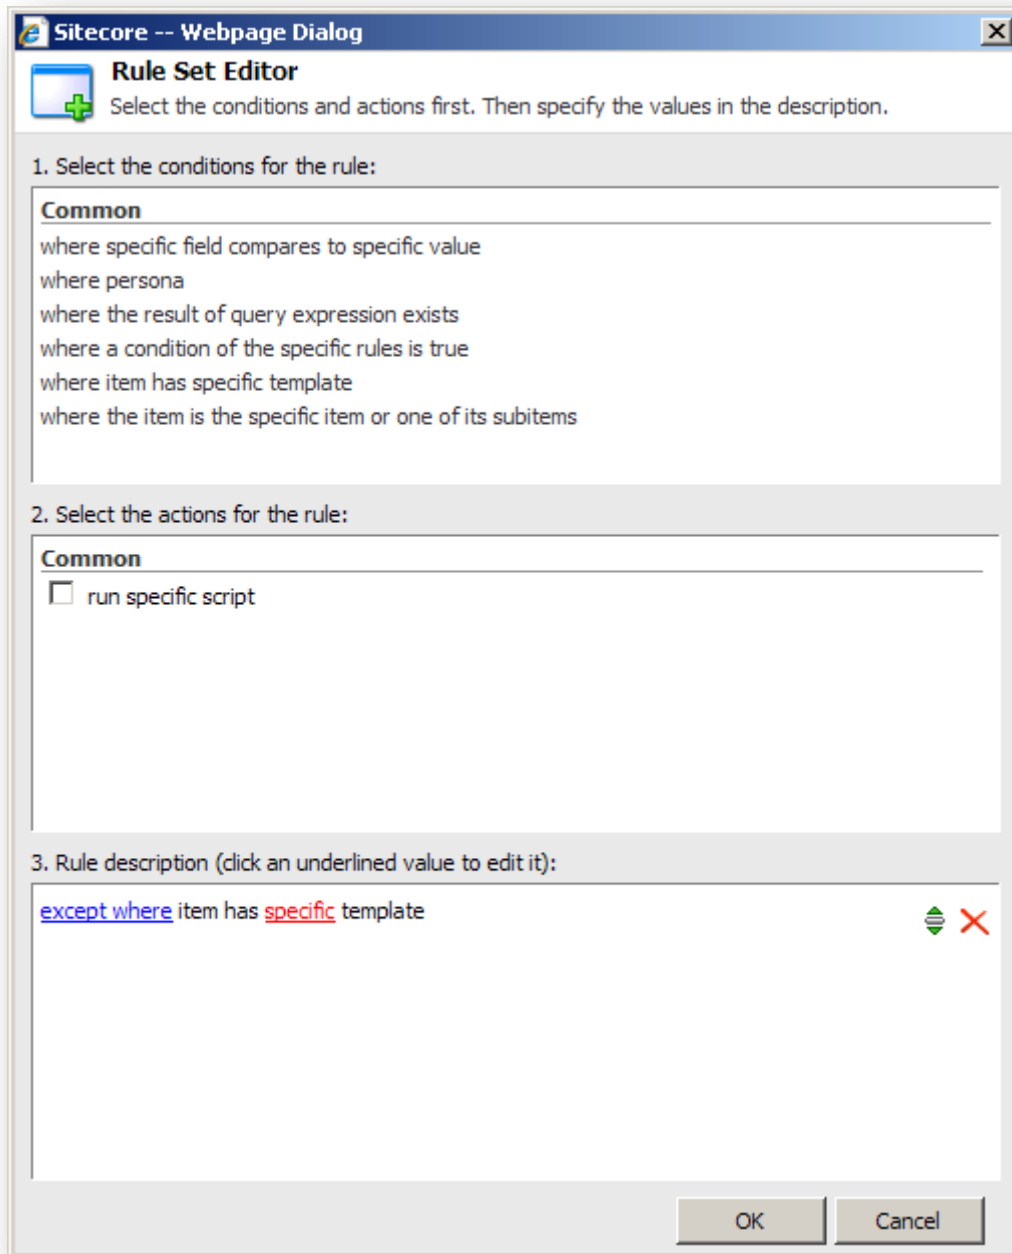 Sitecore -- Webpage Dialog
Rule Set Editor
Select the conditions and actions first. Then specify the values in the description.
1. Select the conditions for the rule:
Common
where specific field compares to specific value
where persona
where the result of query expression exists
where a condition of the specific rules is true
where item has specific template
where the item is the specific item or one of its subitems
2. Select the actions for the rule:
Common
run specific script
3. Rule description (click an underlined value to edit it):
except where item has specific template
OK Cancel